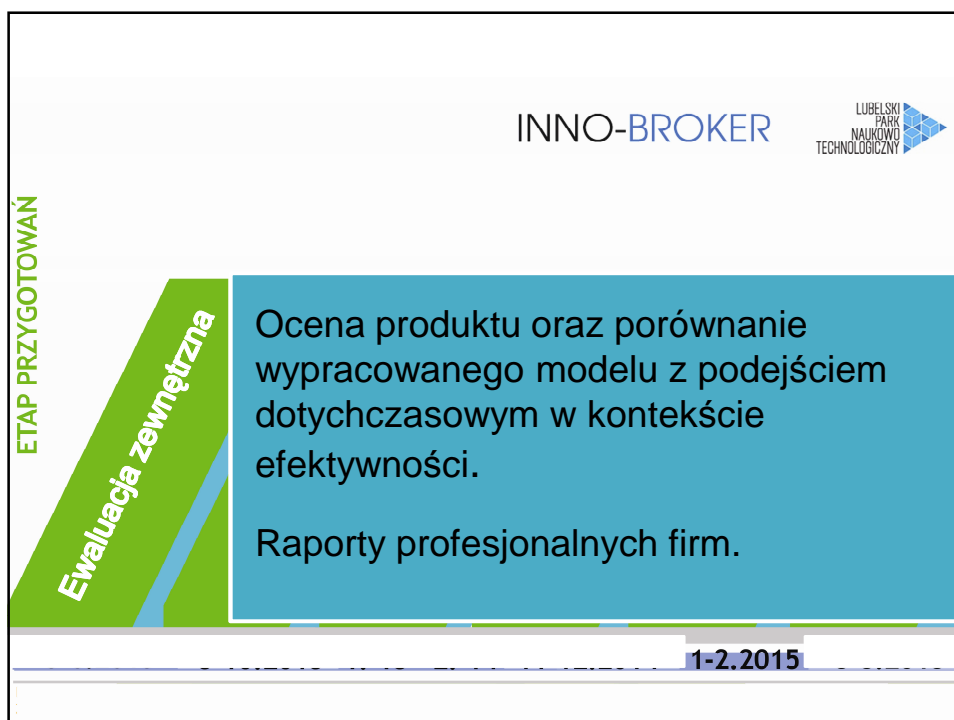 INNO-BROKER
LUBELSKI
PARK
NAUKOWO
TECHNOLOGICZNY
ETAP PRZYGOTOWAŃ
Ewaluacja zewnętrzna
Ocena produktu oraz porównanie
wypracowanego modelu z podejściem
dotychczasowym w kontekście
efektywności.
Raporty profesjonalnych firm.
1-2.2015